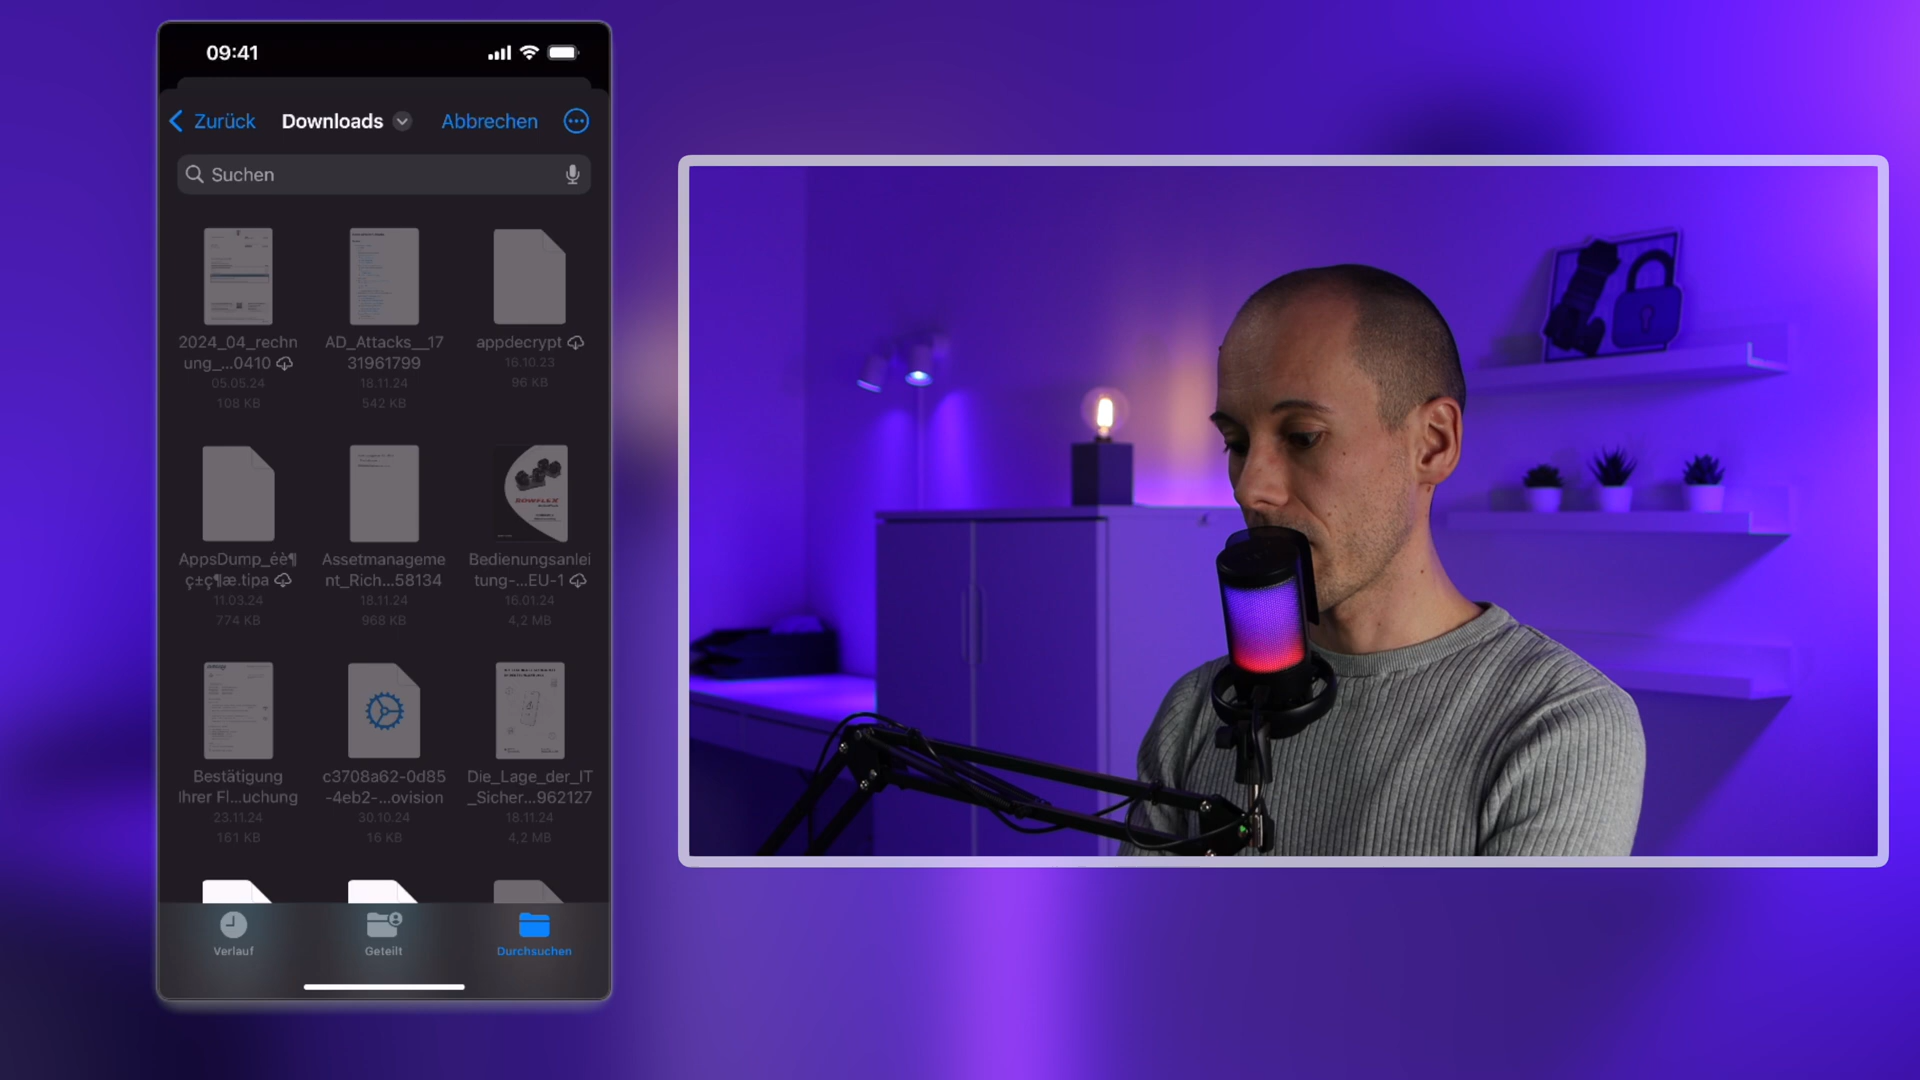 09:41
Zurück
Downloads
Abbrechen
Suchen
2024_04_rechn
ung_...0410
05.05.24
108 KB
AD_Attacks__17
31961799
18.11.24
542 KB
appdecrypt
16.10.23
96 KB
AppsDump_éè¶
ç±ç¶æ.tipa
11.03.24
774 KB
Assetmanageme
nt_Rich...58134
18.11.24
968 KB
BOWFLEX
Bedienungsanlei
tung-...EU-1
16.01.24
4,2 MB
Bestätigung
Ihrer Fl...uchung
23.11.24
161 KB
c3708a62-0d85
-4eb2-...ovision
30.10.24
16 KB
Die_Lage_der_IT
_Sicher...962127
18.11.24
4,2 MB
Verlauf
Geteilt
Durchsuchen